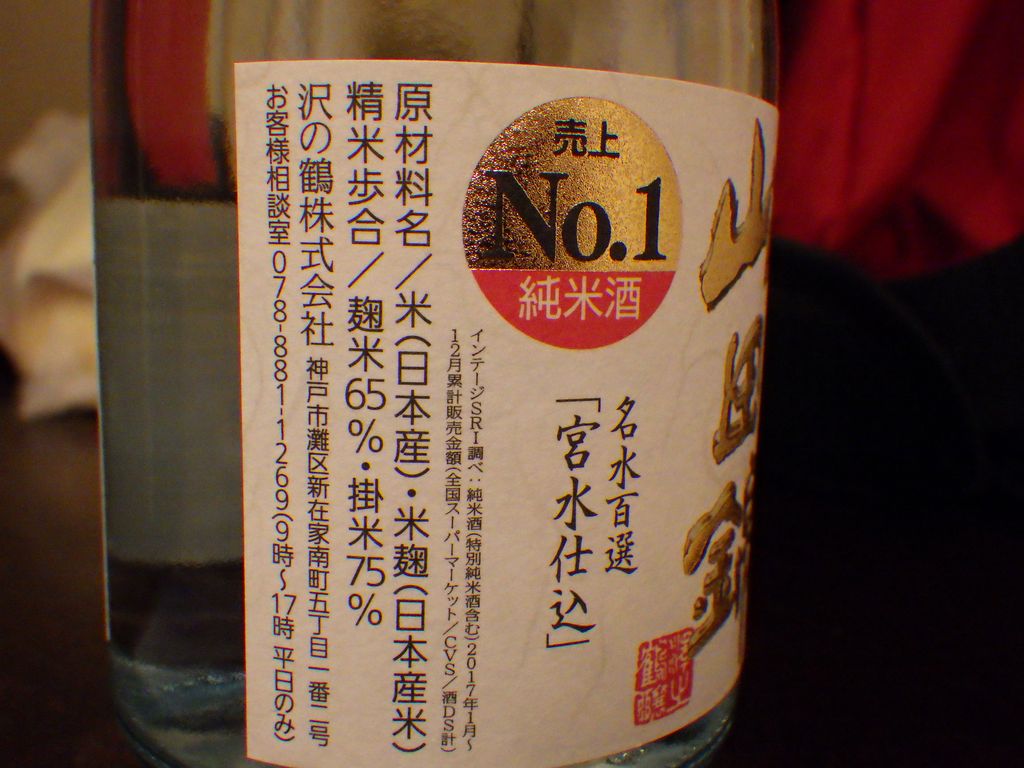 山田錦
売上
No.1
純米酒
名水百選
「宮水仕込」
インテージSRI調べ：純米酒(特別純米酒含む)2017年1月〜
12月累計販売金額(全国スーパーマーケット/CVS/酒DS計)
原材料名/米(日本産)・米麹(日本産米)
精米歩合/麹米65%・掛米75%
沢の鶴株式会社 神戸市灘区新在家南町五丁目一番二号
お客様相談室 078-881-1269(9時〜17時 平日のみ)